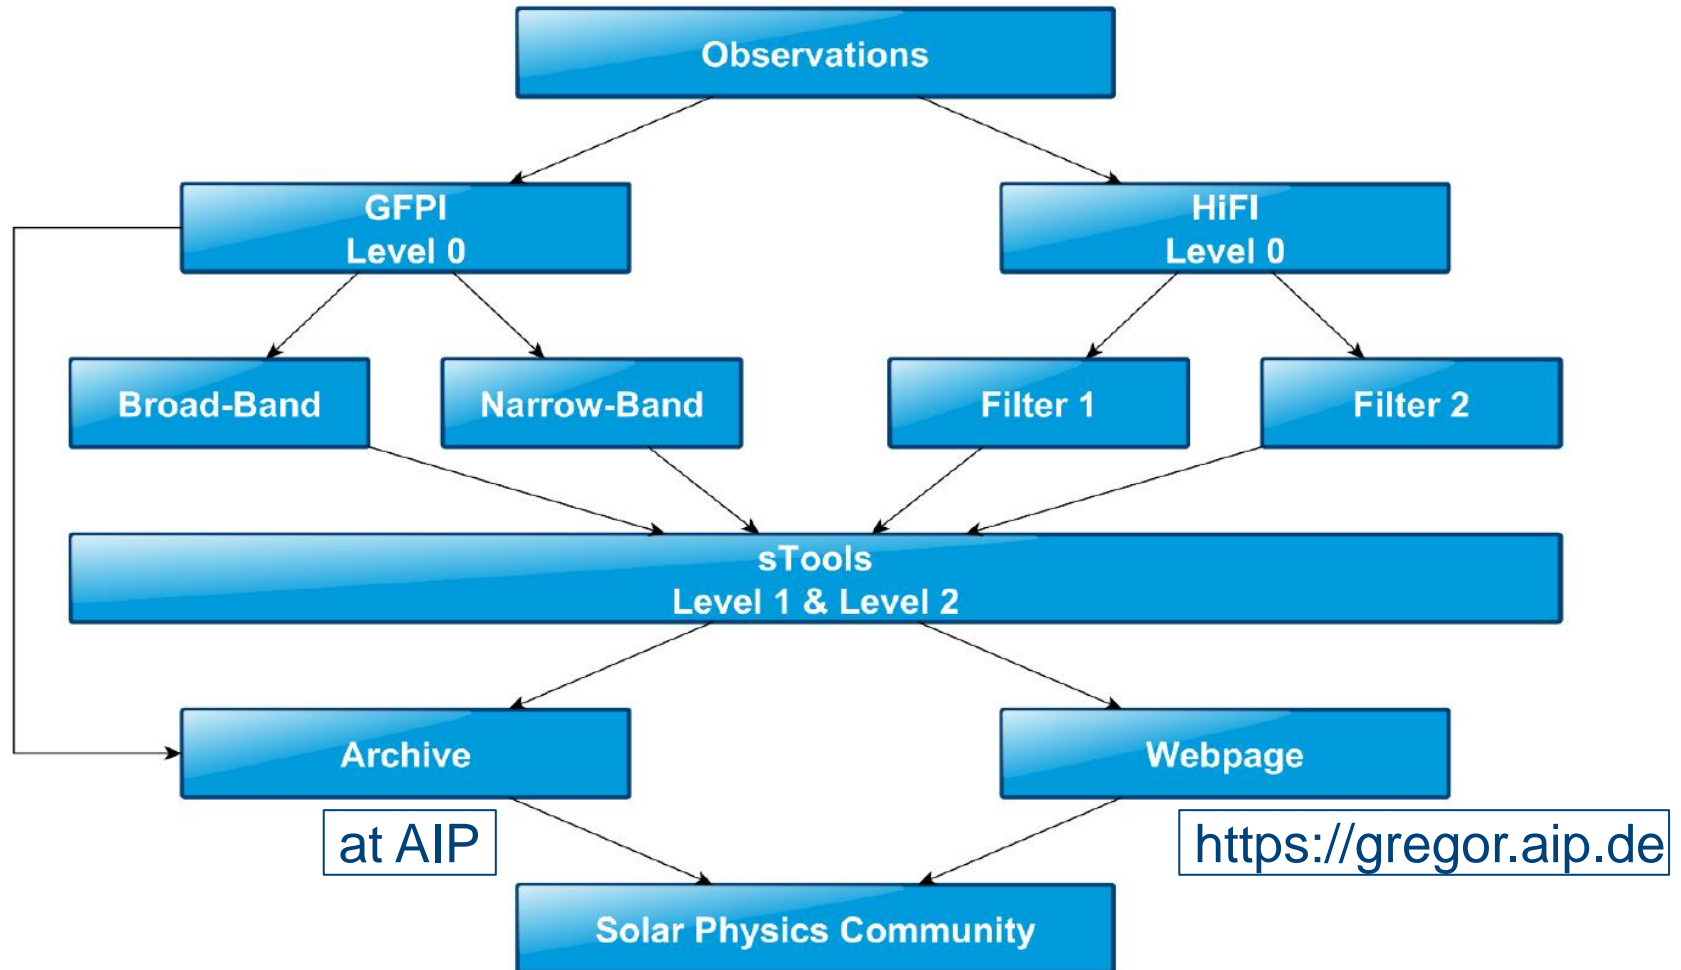 Observations
GFPI
Level 0
HiFI
Level 0
Broad-Band
Narrow-Band
Filter 1
Filter 2
sTools
Level 1 & Level 2
Archive
Webpage
at AIP
https://gregor.aip.de
Solar Physics Community